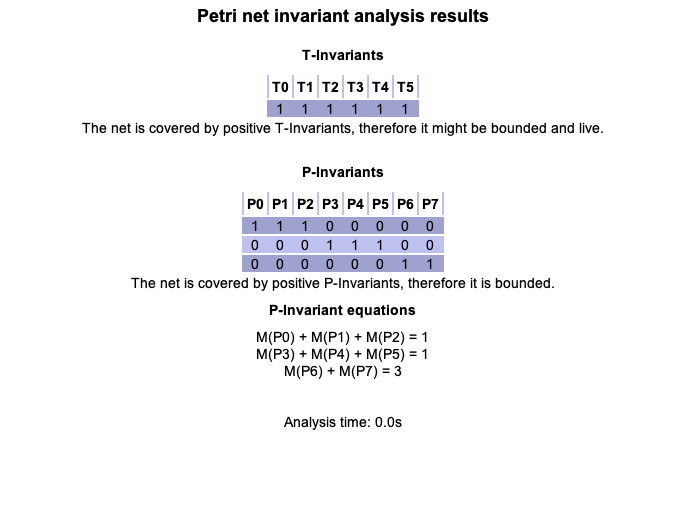 Petri net invariant analysis results
T-Invariants
T0 T1 T2 T3 T4 T5
1 1 1 1 1 1
The net is covered by positive T-Invariants, therefore it might be bounded and live.
P-Invariants
P0 P1 P2 P3 P4 P5 P6 P7
1 1 1 0 0 0 0 0
0 0 0 1 1 1 0 0
0 0 0 0 0 0 1 1
The net is covered by positive P-Invariants, therefore it is bounded.
P-Invariant equations
M(P0) + M(P1) + M(P2) = 1
M(P3) + M(P4) + M(P5) = 1
M(P6) + M(P7) = 3
Analysis time: 0.0s